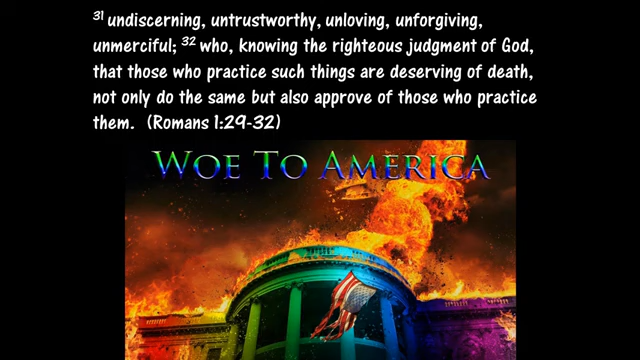 31 undiscerning, untrustworthy, unloving, unforgiving,
unmerciful; 32 who, knowing the righteous judgment of God,
that those who practice such things are deserving of death,
not only do the same but also approve of those who practice
them. (Romans 1:29-32)
WOE TO AMERICA